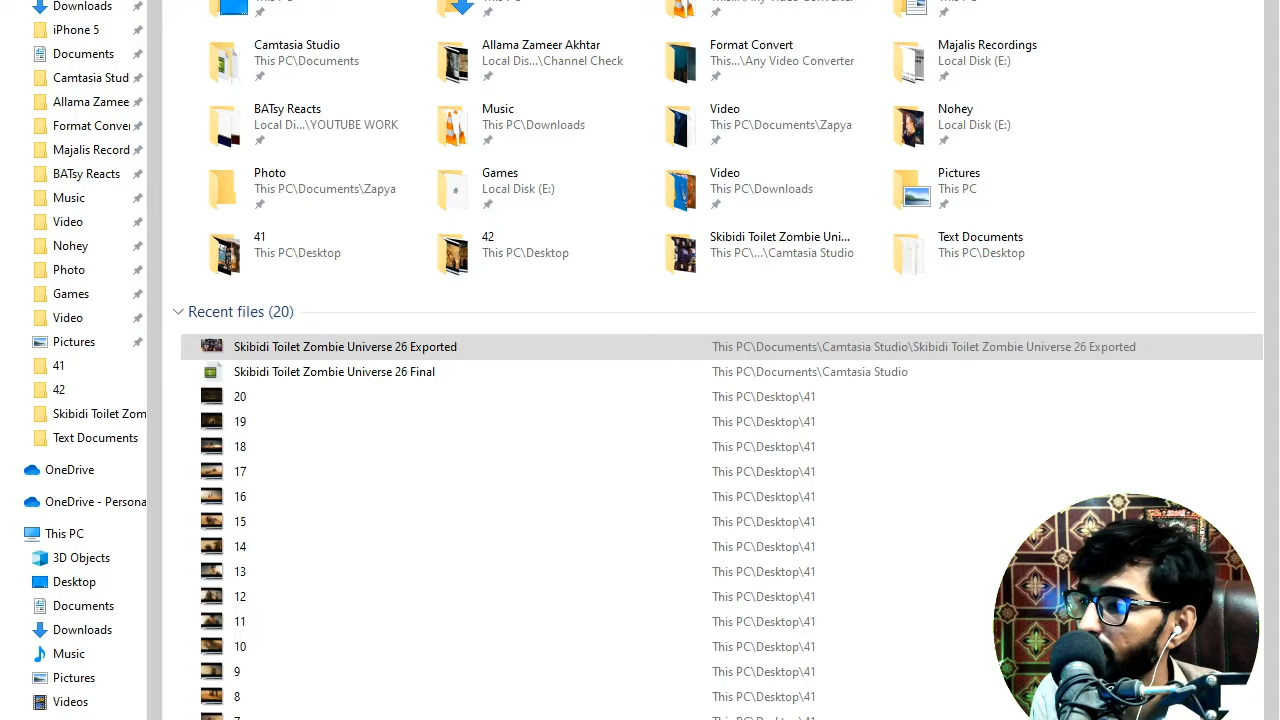 Downloads
iPhone 5
Documents
Camtasia Stud
Allama Zamee
Format Conver
Majalis Record
BATsy Reacts
Music
Video
Nohey
Photo
Games
Video
Pictures
41
42
Skibidi Toilet Zom
Text Documents
OneDrive
OneDrive - Persona
This PC
3D Objects
Desktop
Documents
Downloads
Music
Pictures
Videos
Camtasia Studio
This PC\Documents
Allama Zameer Akhtar
Local Dis...\Channel Check
Format Convert
This...\Any Video Converter
Majalis Recordings
Local Disk (E:)
BATsy Reacts
Local Di...\YOUTUBE WORK
Music
This PC\Downloads
Video
This PC\Documents\Zapya
Nohey
Local Disk (E:)
Photo
This PC\Documents\Zapya
Games
Local Disk (E:)
Video
This PC\Downloads
Pictures
This PC
41
This PC\Desktop
42
This PC\Desktop
Skibidi Toilet Zombie Uni...
This PC\...\Camtasia Studio
Text Documents
This PC\Desktop
Recent files (20)
Skibidi Toilet Zombie Universe 26 Exported This PC\Documents\Camtasia Studio\Skibidi Toilet Zombie Universe 26 Exported
Skibidi Toilet Zombie Universe 26 Final This PC\Documents\Camtasia Studio
20 This PC\Desktop\41
19 This PC\Desktop\41
18 This PC\Desktop\41
17 This PC\Desktop\41
16 This PC\Desktop\41
15 This PC\Desktop\41
14 This PC\Desktop\41
13 This PC\Desktop\41
12 This PC\Desktop\41
11 This PC\Desktop\41
10 This PC\Desktop\41
9 This PC\Desktop\41
8 This PC\Desktop\41